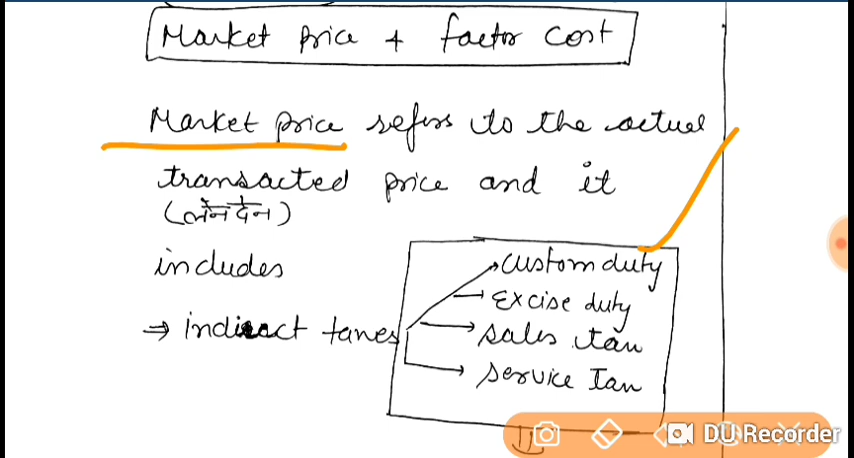 Market price + factor cost
Market price refers to the actual
transacted price and it
(लेन देन)
includes
custom duty
Excise duty
⇒ indirect taxes
sales tax
service Tax
DU Recorder